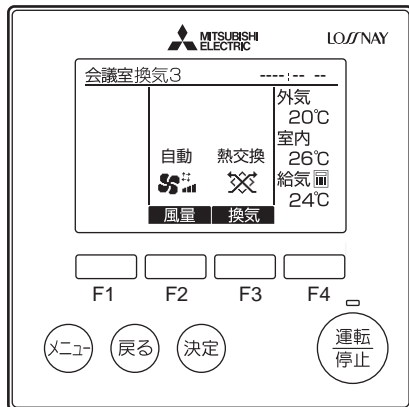 MITSUBISHI
ELECTRIC
LOSSNAY
会議室換気3
----:-- --
外気
20℃
室内
26℃
給気
24℃
自動
熱交換
風量
換気
F1
F2
F3
F4
メニュー
戻る
決定
運転
停止